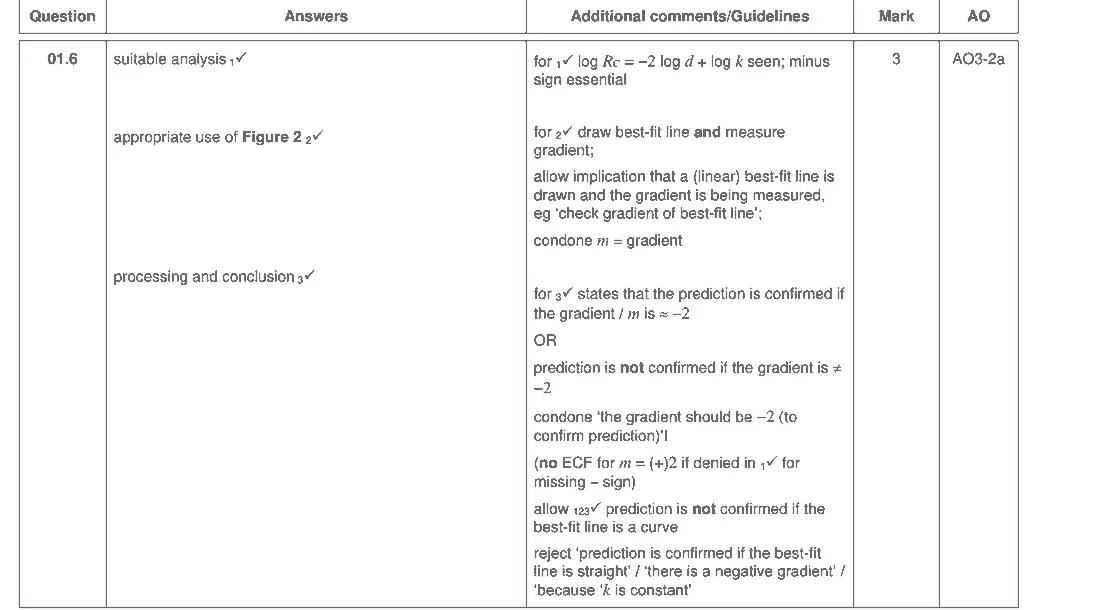 Question Answers Additional comments/Guidelines Mark AO
01.6 suitable analysis ₁✓ for ₁✓ log Rc = −2 log d + log k seen; minus 3 AO3-2a
sign essential
appropriate use of Figure 2 ₂✓ for ₂✓ draw best-fit line and measure
gradient;
allow implication that a (linear) best-fit line is
drawn and the gradient is being measured,
eg ‘check gradient of best-fit line’;
condone m = gradient
processing and conclusion ₃✓
for ₃✓ states that the prediction is confirmed if
the gradient / m is ≈ −2
OR
prediction is not confirmed if the gradient is ≠
−2
condone ‘the gradient should be −2 (to
confirm prediction)’I
(no ECF for m = (+)2 if denied in ₁✓ for
missing − sign)
allow ₁₂₃✓ prediction is not confirmed if the
best-fit line is a curve
reject ‘prediction is confirmed if the best-fit
line is straight’ / ‘there is a negative gradient’ /
‘because ‘k is constant’